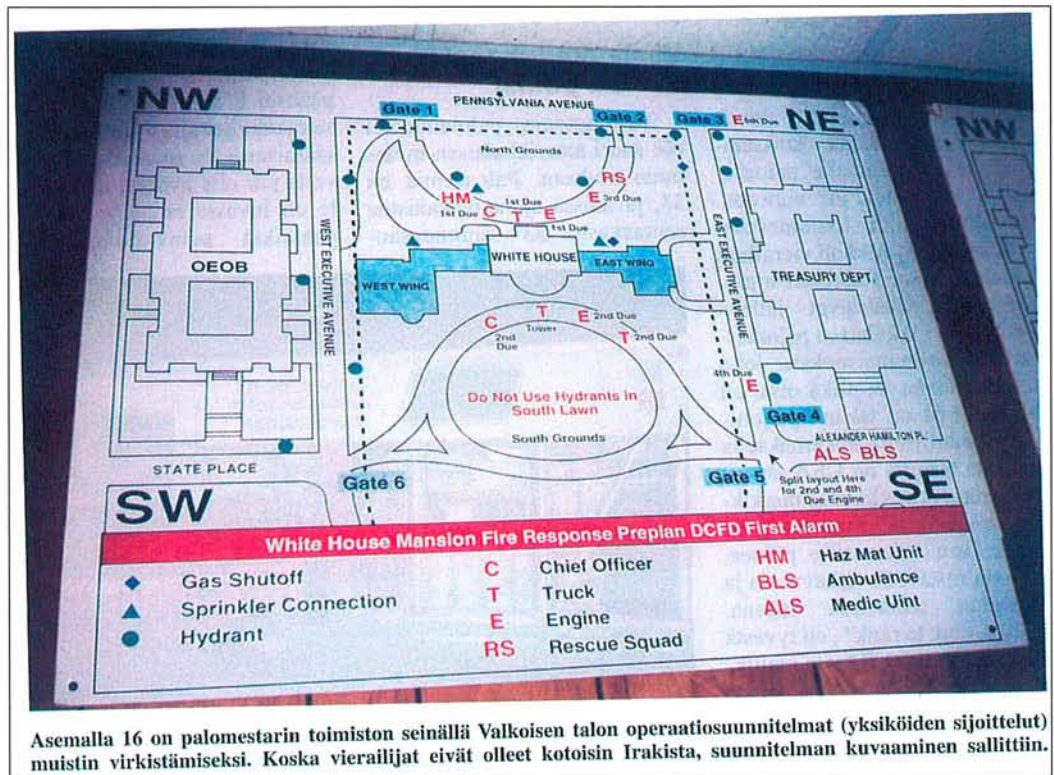 NW
Gate 1
PENNSYLVANIA AVENUE
Gate 2
Gate 3
E 5th Due
NE
NW
North Grounds
RS
HM
1st Due
E 3rd Due
1st Due
C T E
1st Due
WEST EXECUTIVE AVENUE
OEOB
WEST WING
WHITE HOUSE
EAST WING
EAST EXECUTIVE AVENUE
TREASURY DEPT.
C T E 2nd Due
2nd Due
Tower
T 2nd Due
4th Due
E
Do Not Use Hydrants in
South Lawn
South Grounds
Gate 4
ALEXANDER HAMILTON PL.
ALS BLS
STATE PLACE
SW
Gate 6
Gate 5
Split layout Here
for 2nd and 4th
Due Engine
SE
White House Mansion Fire Response Preplan DCFD First Alarm
Gas Shutoff
Sprinkler Connection
Hydrant
C Chief Officer
T Truck
E Engine
RS Rescue Squad
HM Haz Mat Unit
BLS Ambulance
ALS Medic Uint
Asemalla 16 on palomestarin toimiston seinällä Valkoisen talon operaatiosuunnitelmat (yksiköiden sijoittelut)
muistin virkistämiseksi. Koska vierailijat eivät olleet kotoisin Irakista, suunnitelman kuvaaminen sallittiin.